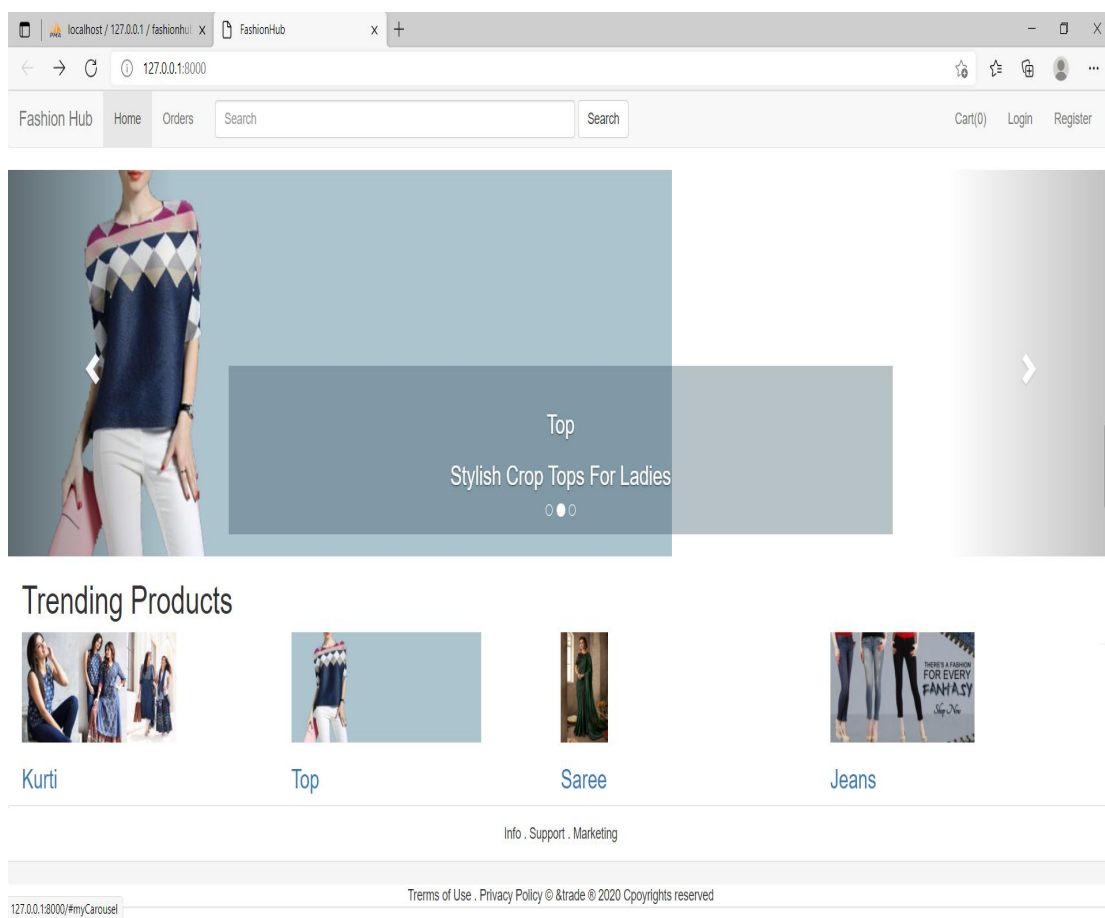 localhost / 127.0.0.1 / fashionhu X FashionHub X +
127.0.0.1:8000
Fashion Hub Home Orders Search Search Cart(0) Login Register
Top
Stylish Crop Tops For Ladies
Trending Products
THERE'S A FASHION
FOR EVERY
FANTASY
Shop Now
Kurti Top Saree Jeans
Info . Support . Marketing
Trerms of Use . Privacy Policy © &trade ® 2020 Cpoyrights reserved
127.0.0.1:8000/#myCarousel